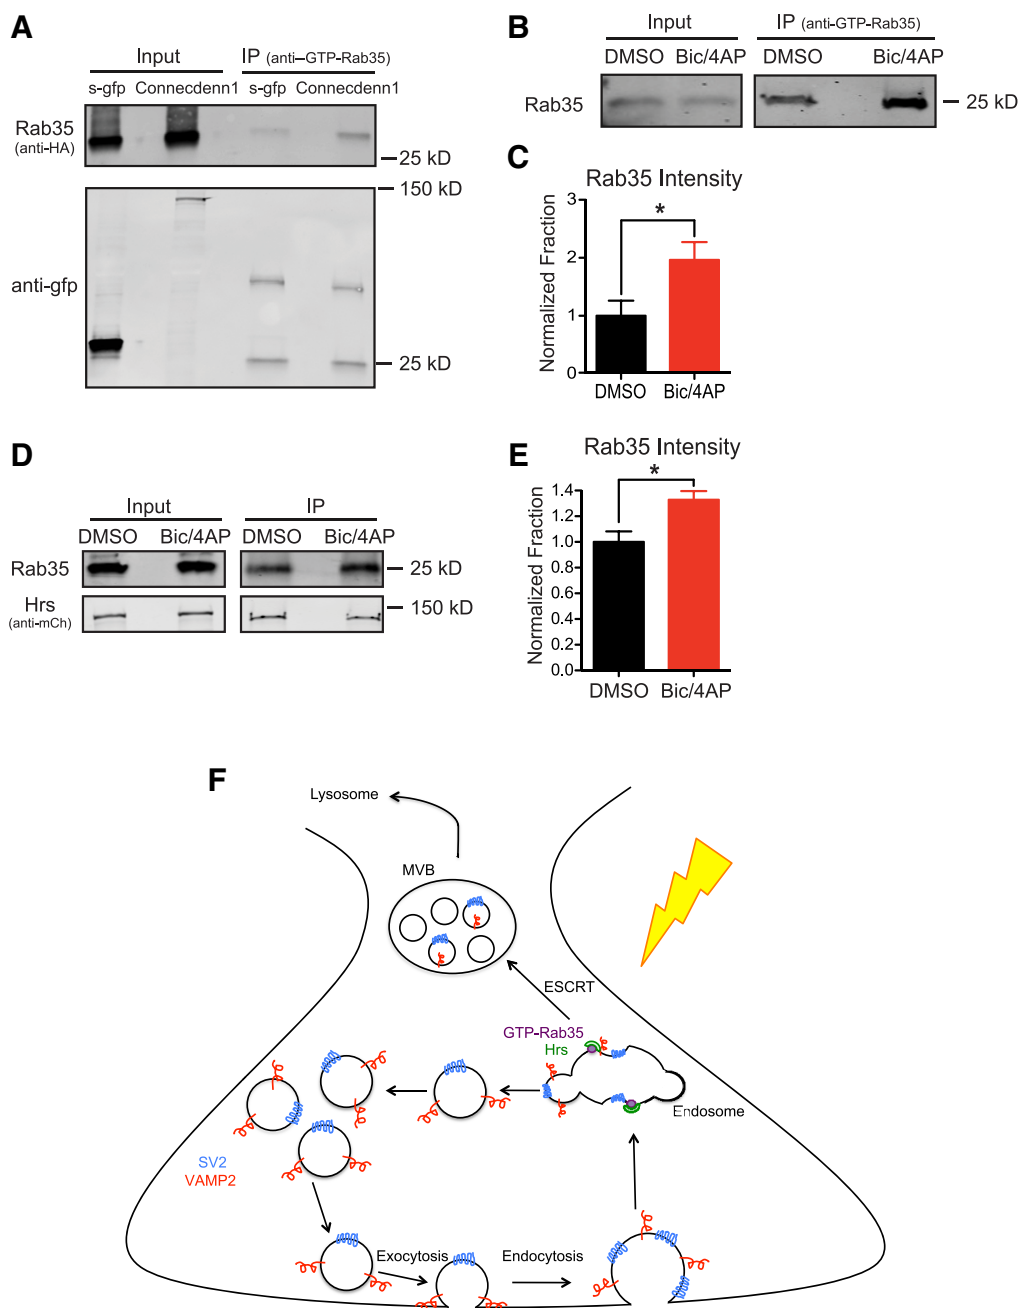 A
Input
IP (anti–GTP-Rab35)
s-gfp Connecdenn1 s-gfp Connecdenn1
Rab35
(anti-HA)
25 kD
150 kD
anti-gfp
25 kD
B
Input
IP (anti-GTP-Rab35)
DMSO Bic/4AP DMSO Bic/4AP
Rab35
25 kD
C
Rab35 Intensity
*
Normalized Fraction
3
2
1
0
DMSO Bic/4AP
D
Input
IP
DMSO Bic/4AP DMSO Bic/4AP
Rab35
25 kD
Hrs
(anti-mCh)
150 kD
E
Rab35 Intensity
*
Normalized Fraction
1.4
1.2
1.0
0.8
0.6
0.4
0.2
0.0
DMSO Bic/4AP
F
Lysosome
MVB
ESCRT
GTP-Rab35
Hrs
Endosome
SV2
VAMP2
Exocytosis
Endocytosis